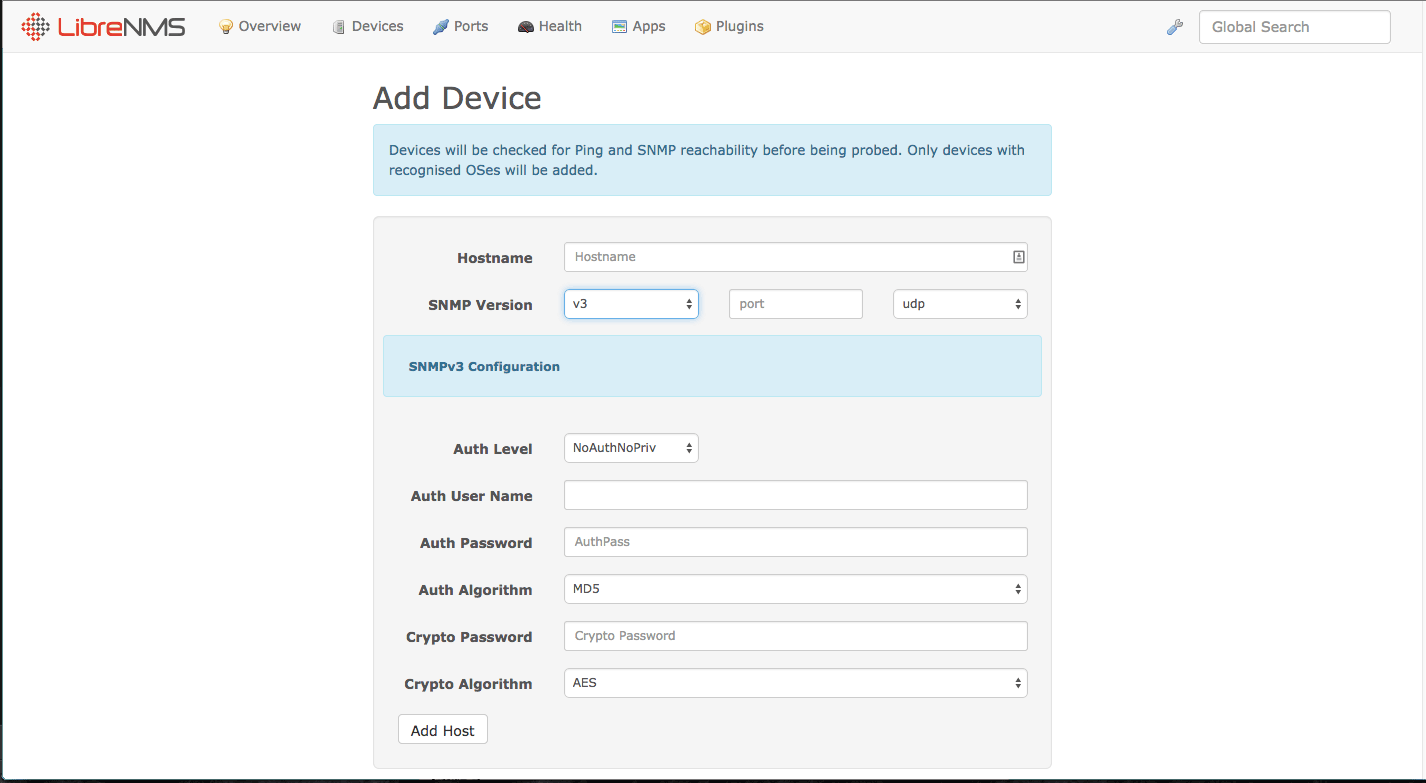 LibreNMS Overview Devices Ports Health Apps Plugins Global Search
Add Device
Devices will be checked for Ping and SNMP reachability before being probed. Only devices with
recognised OSes will be added.
Hostname Hostname
SNMP Version v3 port udp
SNMPv3 Configuration
Auth Level NoAuthNoPriv
Auth User Name
Auth Password AuthPass
Auth Algorithm MD5
Crypto Password Crypto Password
Crypto Algorithm AES
Add Host